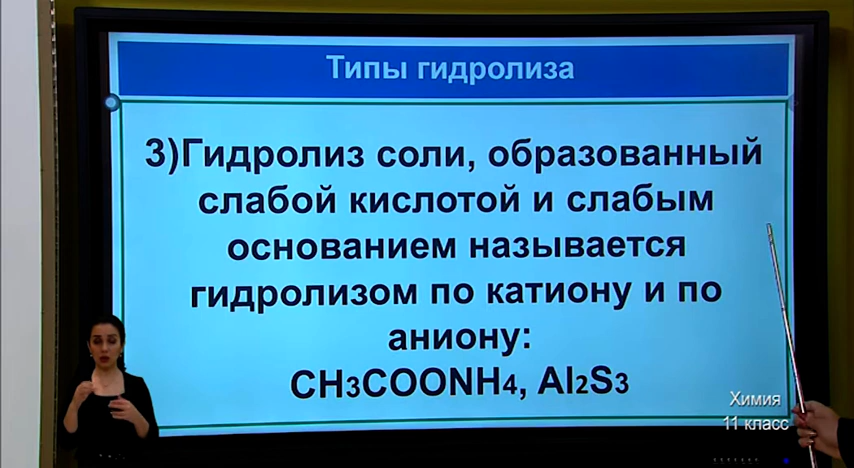 Типы гидролиза
3)Гидролиз соли, образованный
слабой кислотой и слабым
основанием называется
гидролизом по катиону и по
аниону:
CH3COONH4, Al2S3
Химия
11 класс